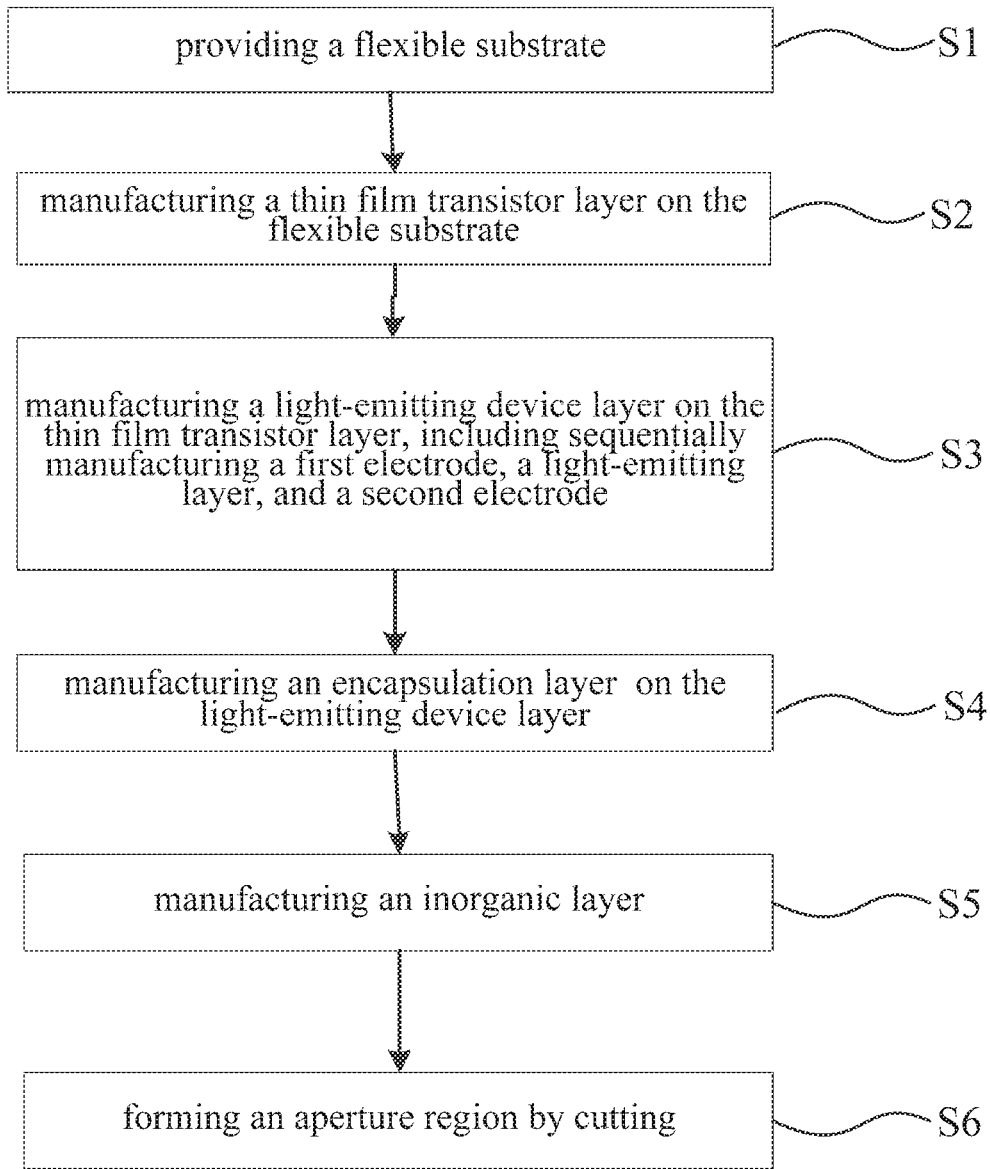 providing a flexible substrate
S1
manufacturing a thin film transistor layer on the
flexible substrate
S2
manufacturing a light-emitting device layer on the
thin film transistor layer, including sequentially
manufacturing a first electrode, a light-emitting
layer, and a second electrode
S3
manufacturing an encapsulation layer on the
light-emitting device layer
S4
manufacturing an inorganic layer
S5
forming an aperture region by cutting
S6